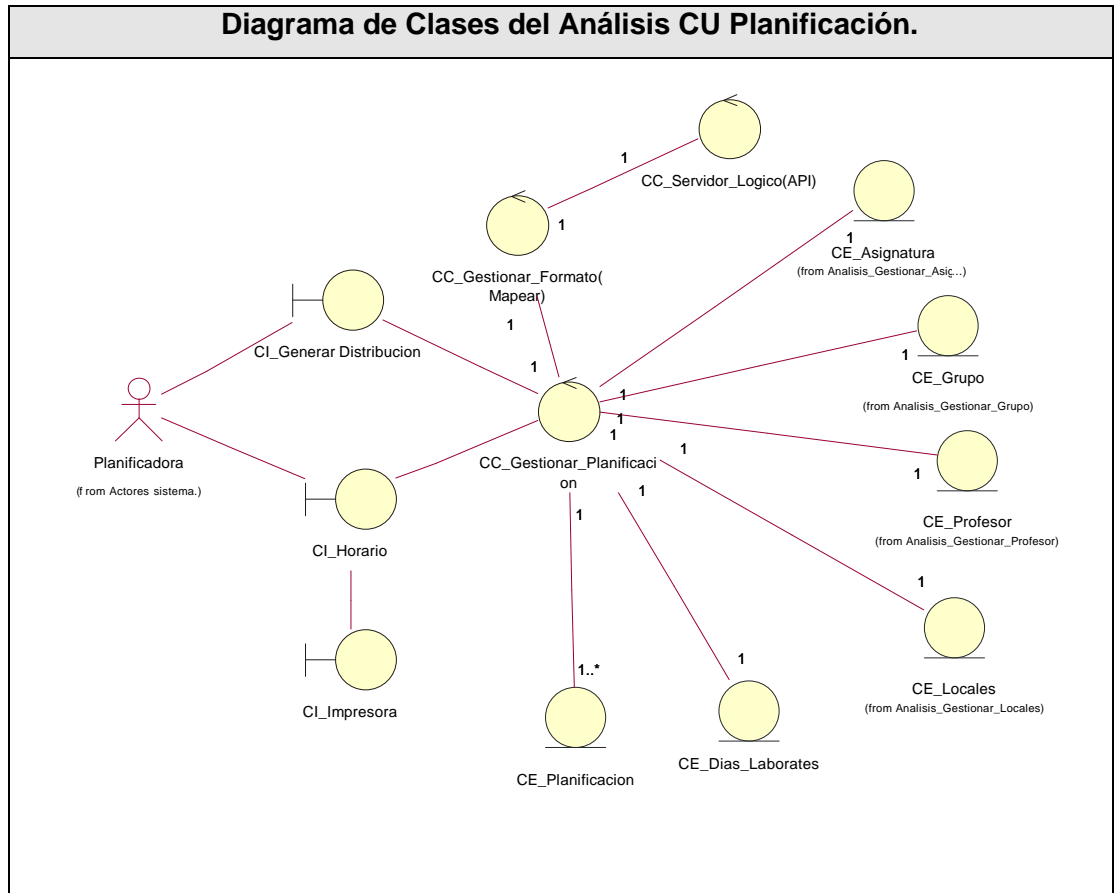 Diagrama de Clases del Análisis CU Planificación.
1
CC_Servidor_Logico(API)
1
CC_Gestionar_Formato(
Mapear)
1
CE_Asignatura
(from Analisis_Gestionar_Asig...)
1
CI_Generar Distribucion
1
1
CE_Grupo
(from Analisis_Gestionar_Grupo)
Planificadora
(from Actores sistema.)
1
1
1
CC_Gestionar_Planificaci
on
1
1
CE_Profesor
(from Analisis_Gestionar_Profesor)
1
1
CI_Horario
1
CE_Locales
(from Analisis_Gestionar_Locales)
CI_Impresora
1..*
1
CE_Planificacion
CE_Dias_Laborates